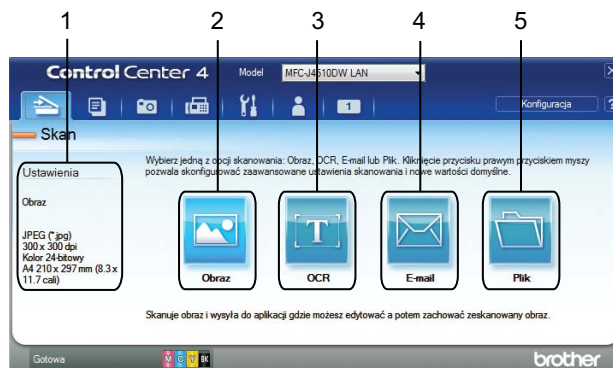 1 2 3 4 5
Control Center 4 Model MFC-J4510DW LAN
1 Konfiguracja ?
Skan
Wybierz jedną z opcji skanowania: Obraz, OCR, E-mail lub Plik. Kliknięcie przycisku prawym przyciskiem myszy
pozwala skonfigurować zaawansowane ustawienia skanowania i nowe wartości domyślne.
Ustawienia
Obraz
JPEG (*.jpg)
300 x 300 dpi
Kolor 24-bitowy
A4 210 x 297 mm (8.3 x
11.7 cali)
T
Obraz OCR E-mail Plik
Skanuje obraz i wysyła do aplikacji gdzie możesz edytować a potem zachować zeskanowany obraz.
Gotowa M C Y BK brother